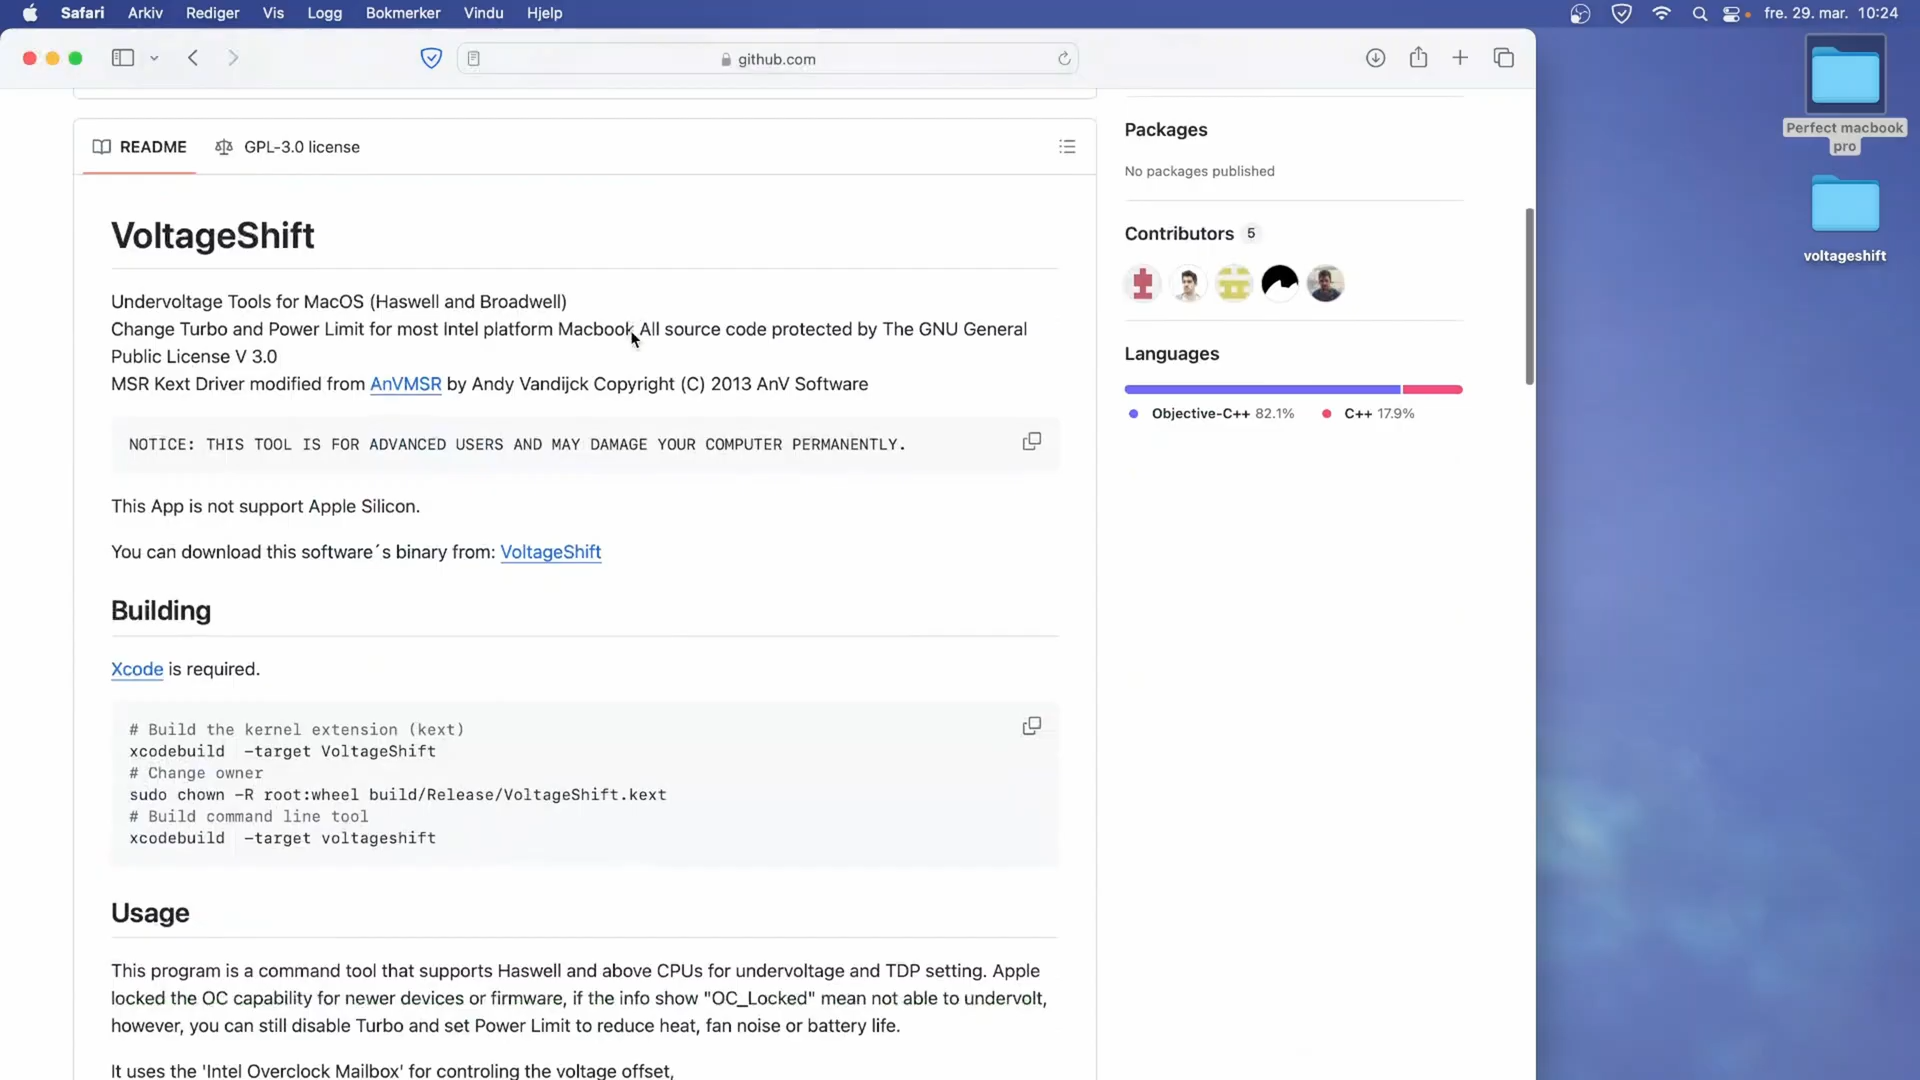 Safari Arkiv Rediger Vis Logg Bokmerker Vindu Hjelp fre. 29. mar. 10:24
github.com
README GPL-3.0 license
VoltageShift
Undervoltage Tools for MacOS (Haswell and Broadwell)
Change Turbo and Power Limit for most Intel platform Macbook All source code protected by The GNU General
Public License V 3.0
MSR Kext Driver modified from AnVMSR by Andy Vandijck Copyright (C) 2013 AnV Software
NOTICE: THIS TOOL IS FOR ADVANCED USERS AND MAY DAMAGE YOUR COMPUTER PERMANENTLY.
This App is not support Apple Silicon.
You can download this software´s binary from: VoltageShift
Building
Xcode is required.
# Build the kernel extension (kext)
xcodebuild  -target VoltageShift
# Change owner
sudo chown -R root:wheel build/Release/VoltageShift.kext
# Build command line tool
xcodebuild  -target voltageshift
Usage
This program is a command tool that supports Haswell and above CPUs for undervoltage and TDP setting. Apple
locked the OC capability for newer devices or firmware, if the info show "OC_Locked" mean not able to undervolt,
however, you can still disable Turbo and set Power Limit to reduce heat, fan noise or battery life.
It uses the 'Intel Overclock Mailbox' for controling the voltage offset,
Packages
No packages published
Contributors 5
Languages
Objective-C++ 82.1% C++ 17.9%
Perfect macbook
pro
voltageshift